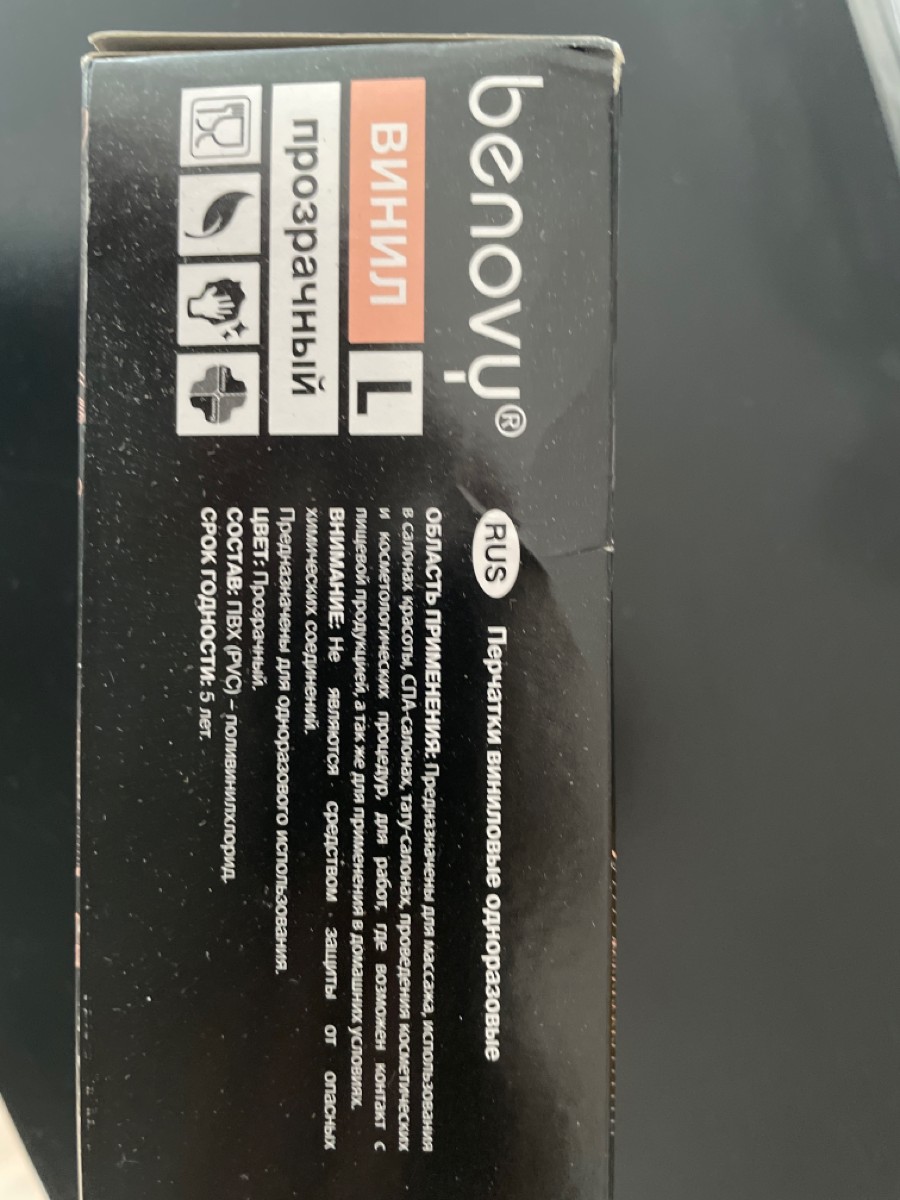 benovy®
ВИНИЛ
L
прозрачный
RUS Перчатки виниловые одноразовые
ОБЛАСТЬ ПРИМЕНЕНИЯ: Предназначены для массажа, использования
в салонах красоты, СПА-салонах, тату-салонах, проведения косметических
и косметологических процедур, для работ, где возможен контакт с
пищевой продукцией, а так же для применения в домашних условиях.
ВНИМАНИЕ: Не являются средством защиты от опасных
химических соединений.
Предназначены для одноразового использования.
ЦВЕТ: Прозрачный.
СОСТАВ: ПВХ (PVC) – поливинилхлорид.
СРОК ГОДНОСТИ: 5 лет.